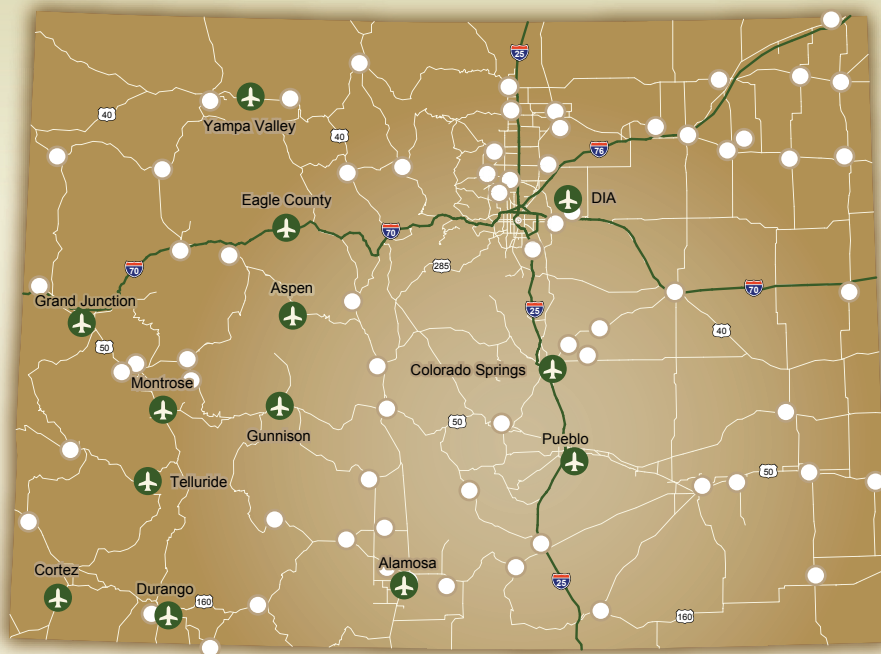 25
40
Yampa Valley
40
76
Eagle County
DIA
70
285
70
Aspen
70
Grand Junction
25
40
50
Colorado Springs
Montrose
50
Gunnison
Pueblo
50
Telluride
Alamosa
Cortez
25
Durango
160
160